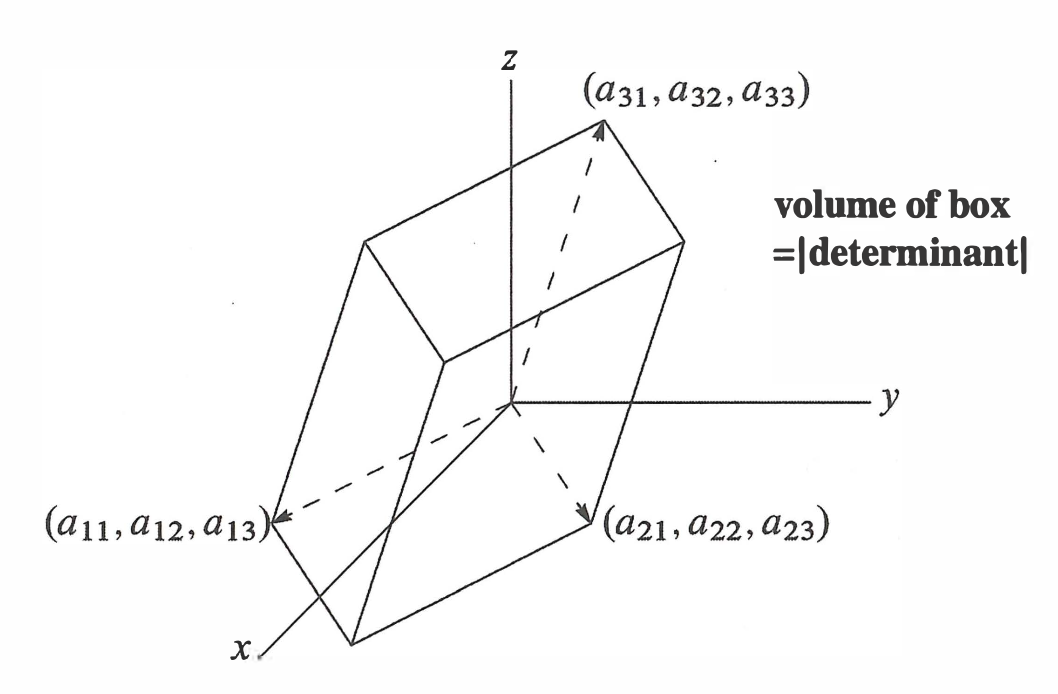 z
(a₃₁, a₃₂, a₃₃)
volume of box
=|determinant|
y
(a₁₁, a₁₂, a₁₃)
(a₂₁, a₂₂, a₂₃)
x